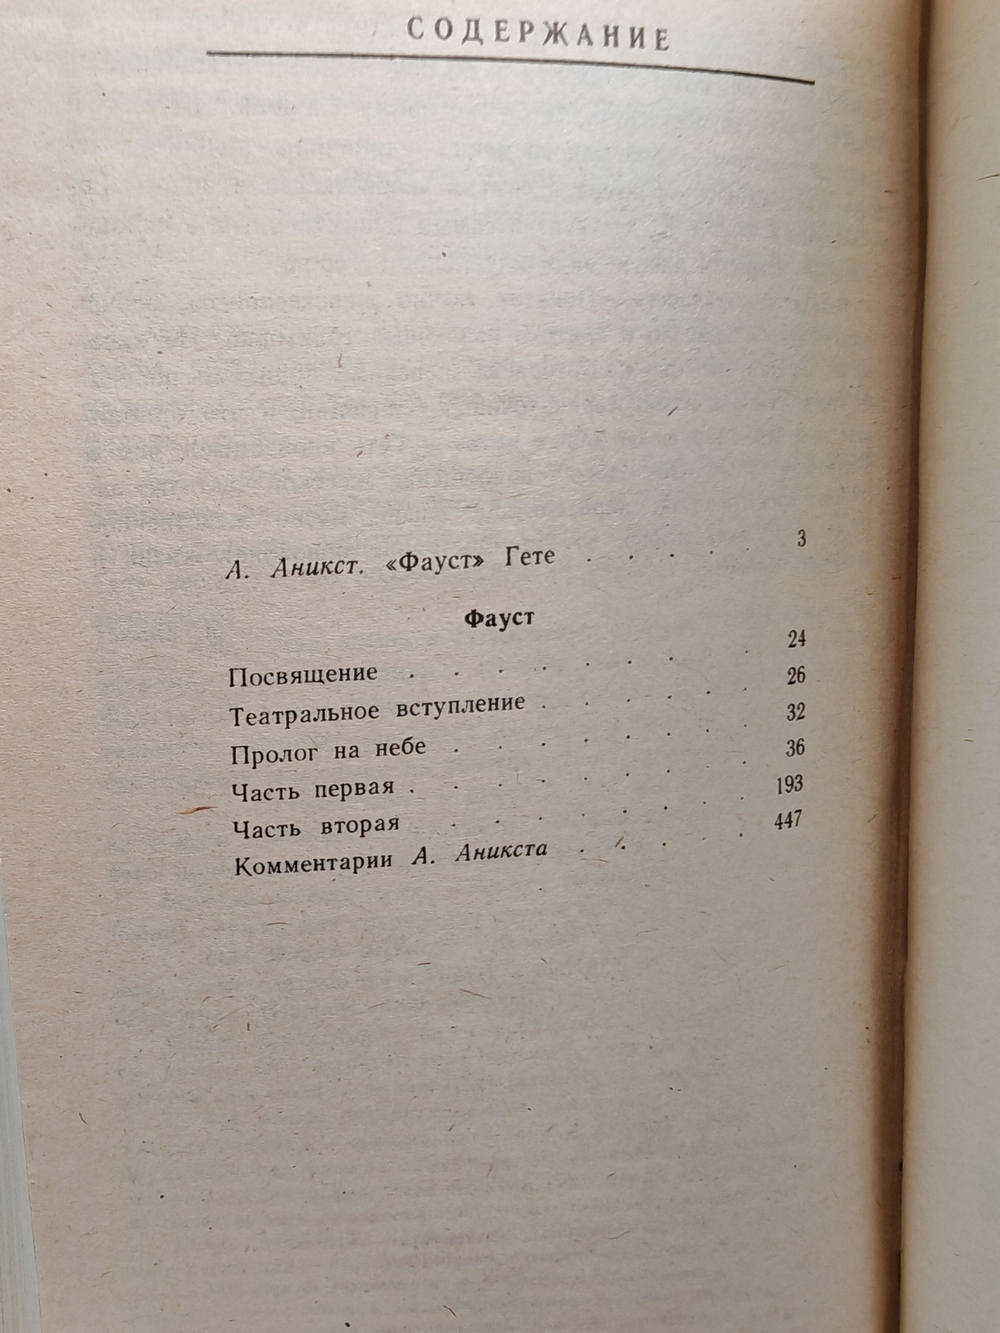 СОДЕРЖАНИЕ
А. Аникст. «Фауст» Гете . . . . . 3
Фауст
Посвящение . . . . . . . . 24
Театральное вступление . . . . . . 26
Пролог на небе . . . . . . . . 32
Часть первая . . . . . . . . 36
Часть вторая . . . . . . . . 193
Комментарии А. Аникста . . . . . 447